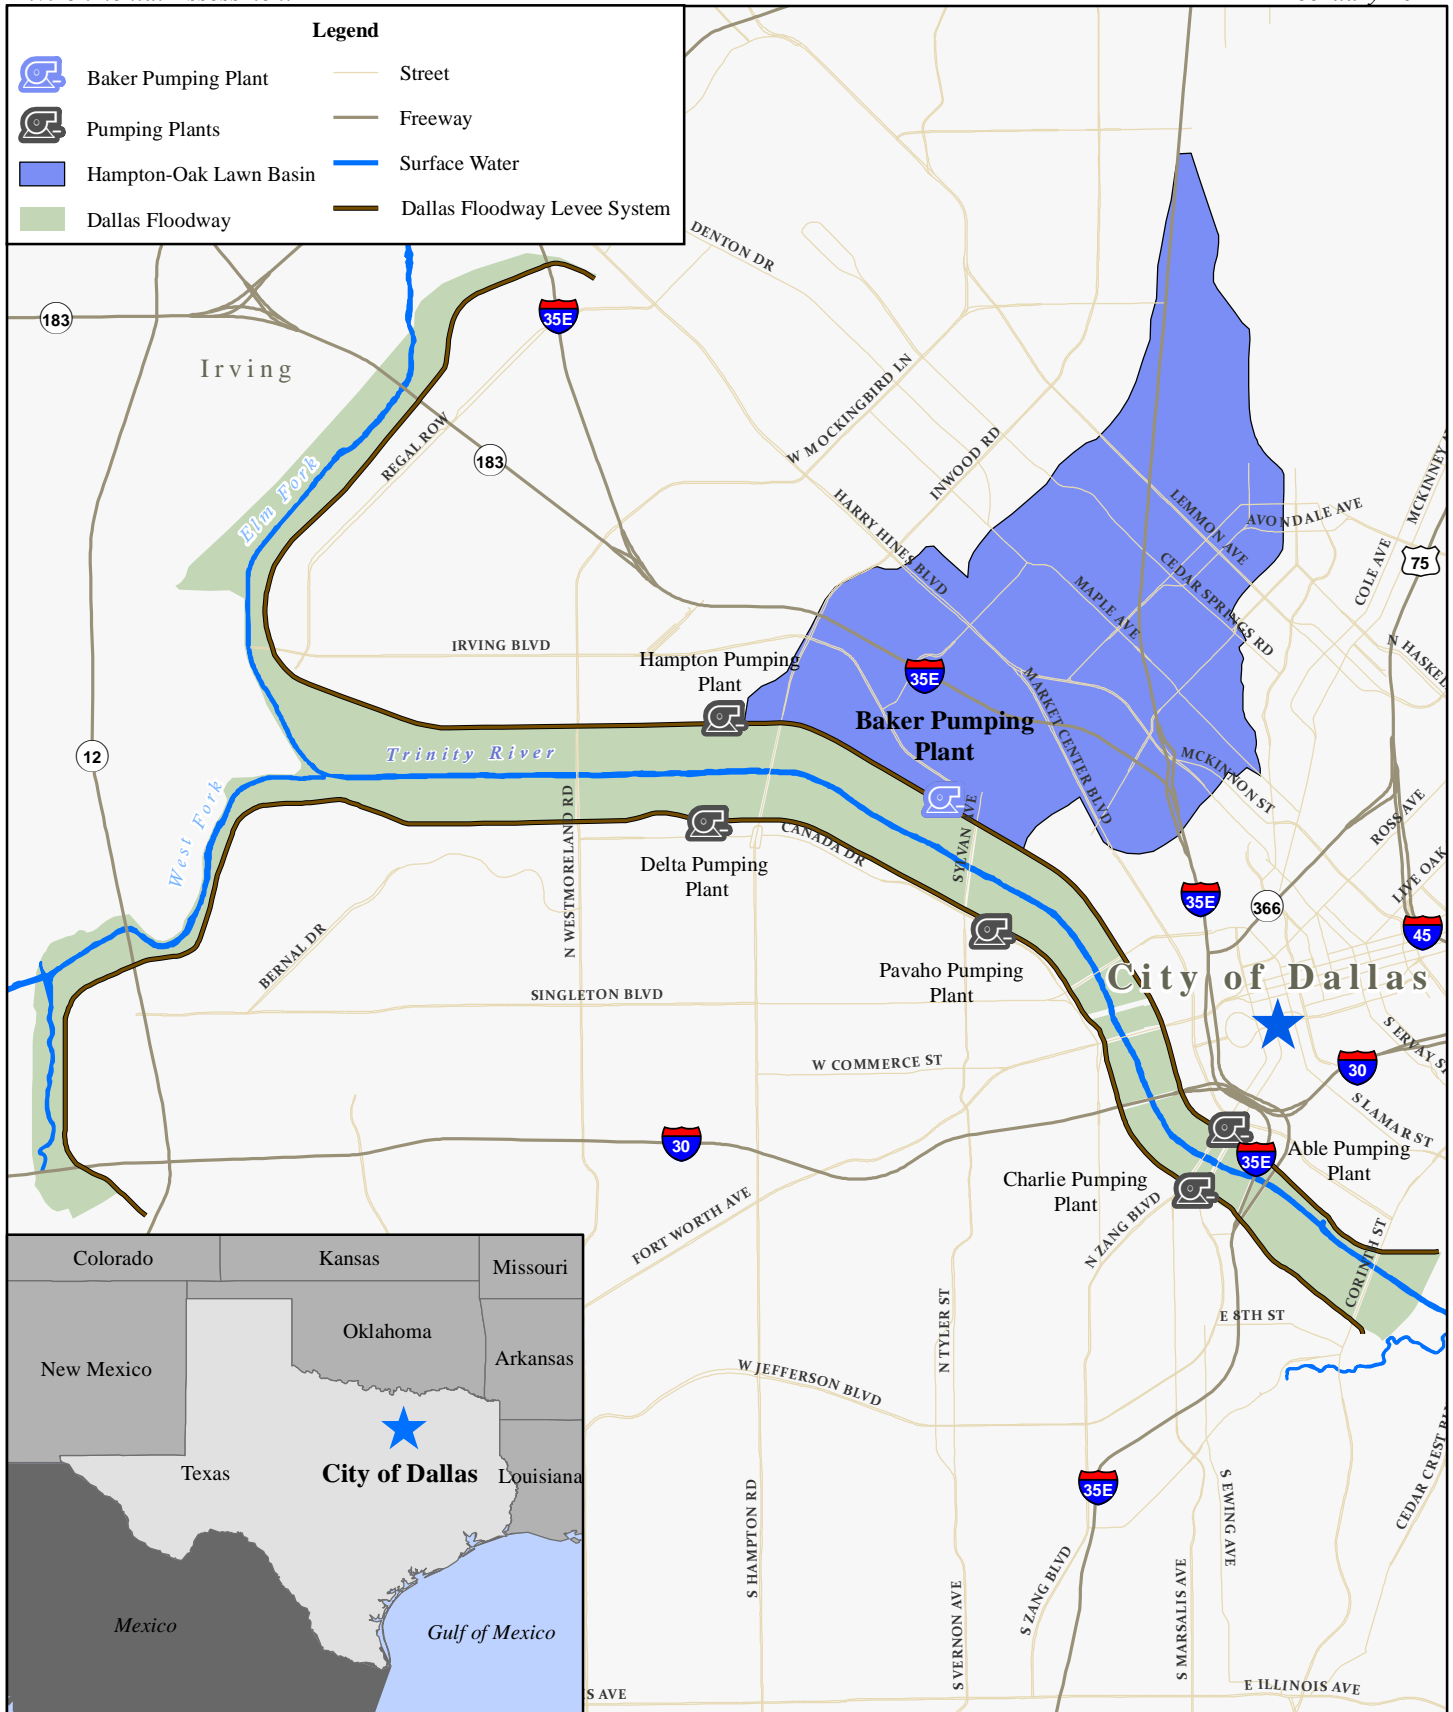 Legend
Baker Pumping Plant
Pumping Plants
Hampton-Oak Lawn Basin
Dallas Floodway
Street
Freeway
Surface Water
Dallas Floodway Levee System
DENTON DR
183
35E
Irving
W MOCKINGBIRD LN
REGAL ROW
INWOOD RD
183
Elm Fork
HARRY HINES BLVD
LEMMON AVE
AVONDALE AVE
MCKINNEY
COLE AVE
75
CEDAR SPRINGS RD
MAPLE AVE
N HASKEL
IRVING BLVD
Hampton Pumping
Plant
35E
MARKET CENTER BLVD
Baker Pumping
Plant
Trinity River
12
MCKINNON ST
West Fork
N WESTMORELAND RD
SYLVAN AVE
ROSS AVE
CANADA DR
Delta Pumping
Plant
LIVE OAK
35E
366
45
BERNAL DR
Pavaho Pumping
Plant
City of Dallas
SINGLETON BLVD
S ERVAY ST
W COMMERCE ST
30
S LAMAR ST
30
35E
Able Pumping
Plant
Charlie Pumping
Plant
N ZANG BLVD
FORT WORTH AVE
CORINTH ST
E 8TH ST
N TYLER ST
W JEFFERSON BLVD
CEDAR CREST BL
35E
S HAMPTON RD
S EWING AVE
S ZANG BLVD
S VERNON AVE
S MARSALIS AVE
E ILLINOIS AVE
IS AVE
Colorado
Kansas
Missouri
Oklahoma
Arkansas
New Mexico
Texas
City of Dallas
Louisiana
Mexico
Gulf of Mexico